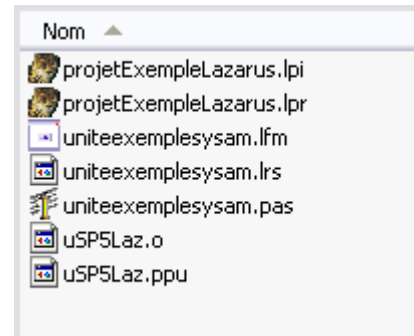 Nom
projetExempleLazarus.lpi
projetExempleLazarus.lpr
uniteexemplesysam.lfm
uniteexemplesysam.lrs
uniteexemplesysam.pas
uSP5Laz.o
uSP5Laz.ppu